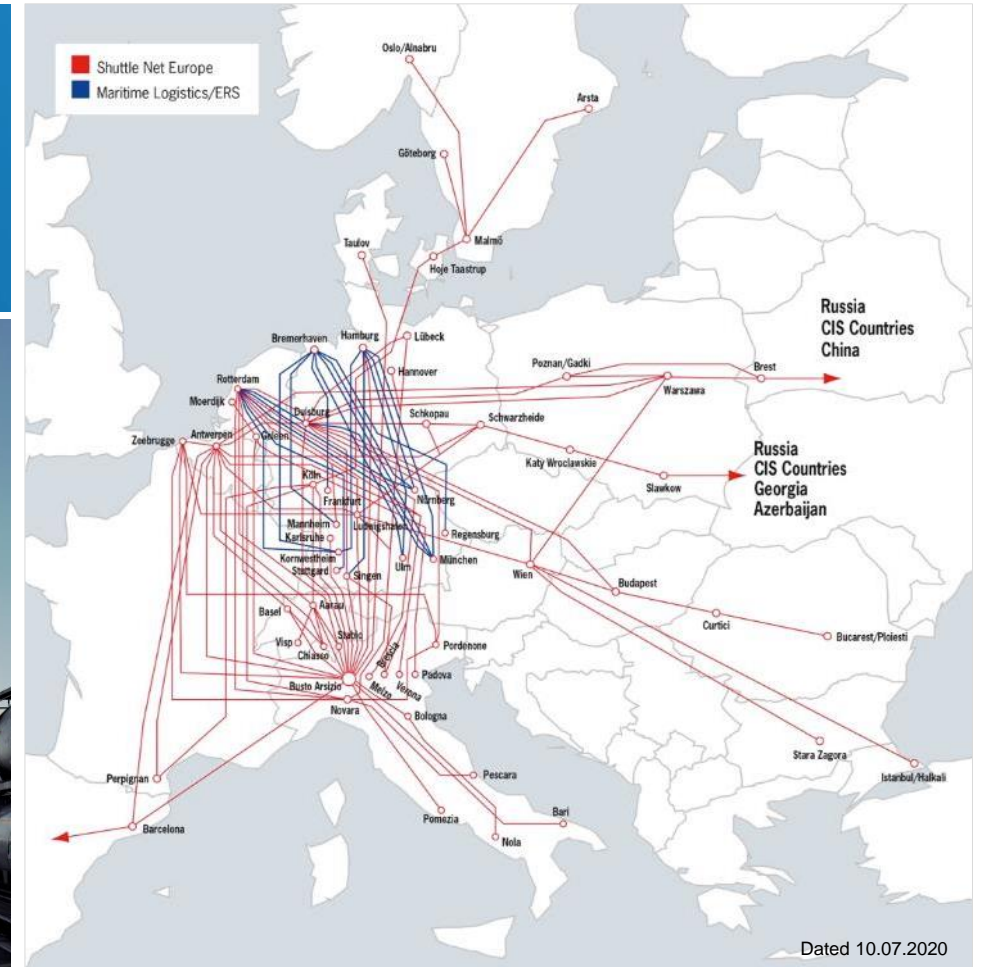 Shuttle Net Europe
Maritime Logistics/ERS
Oslo/Alnabru
Arsta
Göteborg
Malmö
Taulov
Hoje Taastrup
Russia
CIS Countries
China
Bremerhaven
Hamburg
Lübeck
Hannover
Poznan/Gadki
Brest
Warszawa
Rotterdam
Moerdijk
Duisburg
Schkopau
Schwarzheide
Zeebrugge
Antwerpen
Geleen
Katy Wroclawskie
Slawkow
Russia
CIS Countries
Georgia
Azerbaijan
Köln
Frankfurt
Nürnberg
Mannheim
Ludwigshafen
Karlsruhe
Regensburg
Kornwestheim
Stuttgard
Singen
Ulm
München
Wien
Budapest
Curtici
Bucarest/Ploiesti
Basel
Aarau
Visp
Chiasso
Stabio
Pordenone
Busto Arsizio
Melzo
Brescia
Verona
Padova
Novara
Bologna
Stara Zagora
Istanbul/Halkali
Perpignan
Pescara
Barcelona
Pomezia
Bari
Nola
Dated 10.07.2020